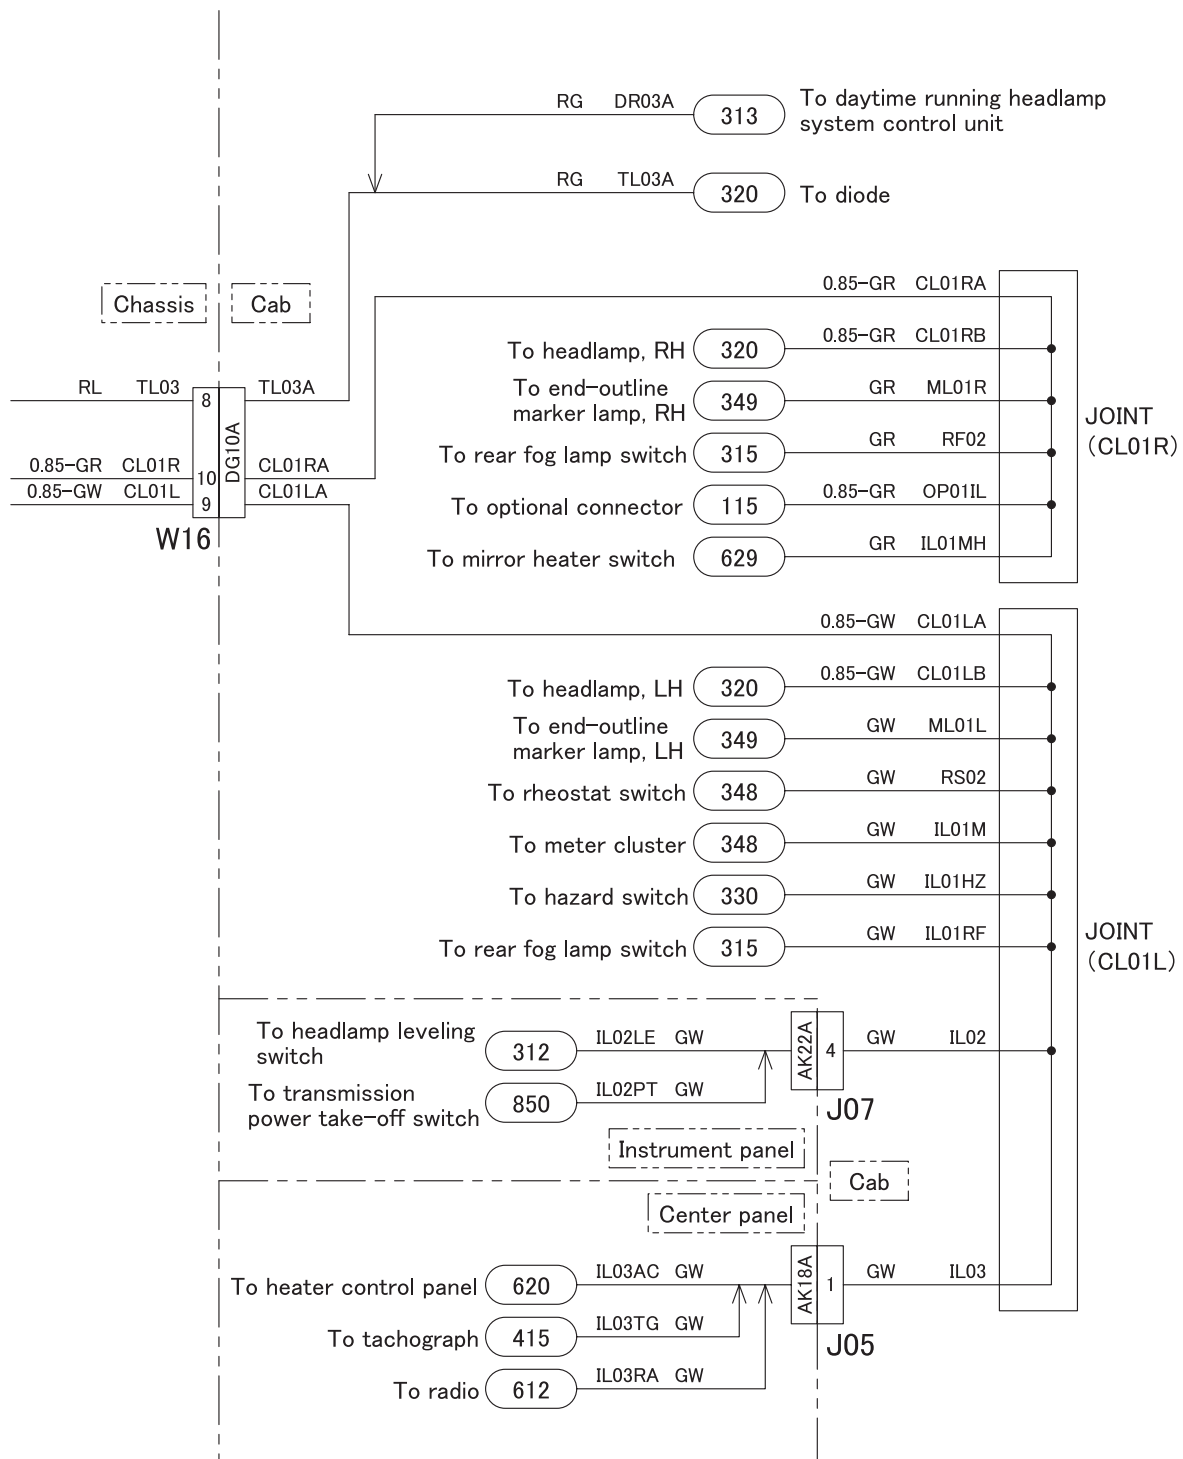 RG DR03A 313 To daytime running headlamp
system control unit
RG TL03A 320 To diode
Chassis Cab
0.85-GR CL01RA
To headlamp, RH 320 0.85-GR CL01RB
To end-outline
marker lamp, RH 349 GR ML01R
To rear fog lamp switch 315 GR RF02
To optional connector 115 0.85-GR OP01IL
To mirror heater switch 629 GR IL01MH
JOINT
(CL01R)
RL TL03 8 TL03A
DG10A
0.85-GR CL01R 10 CL01RA
0.85-GW CL01L 9 CL01LA
W16
0.85-GW CL01LA
To headlamp, LH 320 0.85-GW CL01LB
To end-outline
marker lamp, LH 349 GW ML01L
To rheostat switch 348 GW RS02
To meter cluster 348 GW IL01M
To hazard switch 330 GW IL01HZ
To rear fog lamp switch 315 GW IL01RF
JOINT
(CL01L)
To headlamp leveling
switch 312 IL02LE GW AK22A 4 GW IL02
To transmission
power take-off switch 850 IL02PT GW
J07
Instrument panel
Cab
Center panel
To heater control panel 620 IL03AC GW AK18A 1 GW IL03
To tachograph 415 IL03TG GW
J05
To radio 612 IL03RA GW